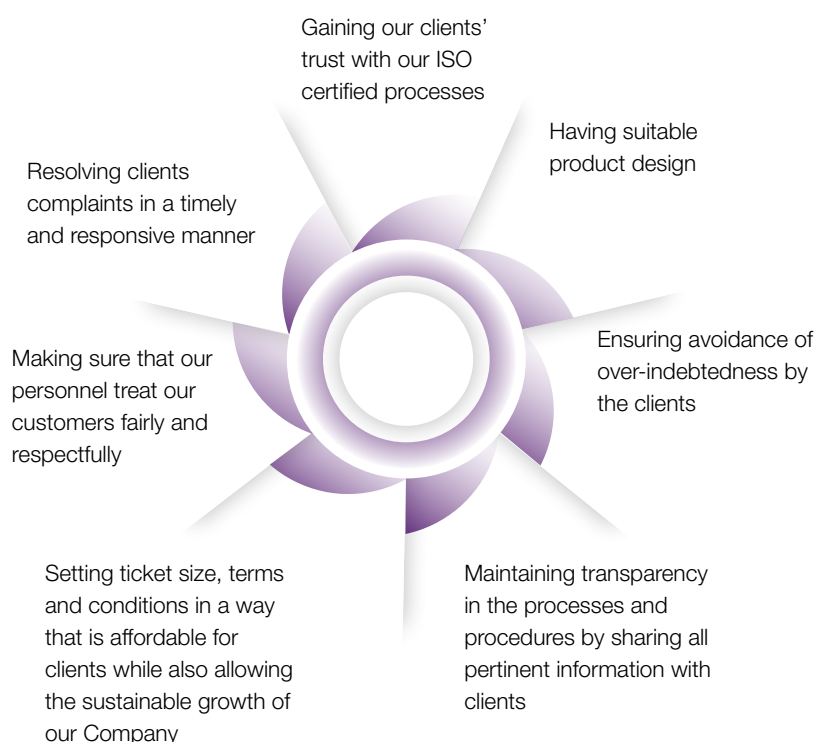 Gaining our clients'
trust with our ISO
certified processes
Having suitable
product design
Ensuring avoidance of
over-indebtedness by
the clients
Maintaining transparency
in the processes and
procedures by sharing all
pertinent information with
clients
Setting ticket size, terms
and conditions in a way
that is affordable for
clients while also allowing
the sustainable growth of
our Company
Making sure that our
personnel treat our
customers fairly and
respectfully
Resolving clients
complaints in a timely
and responsive manner